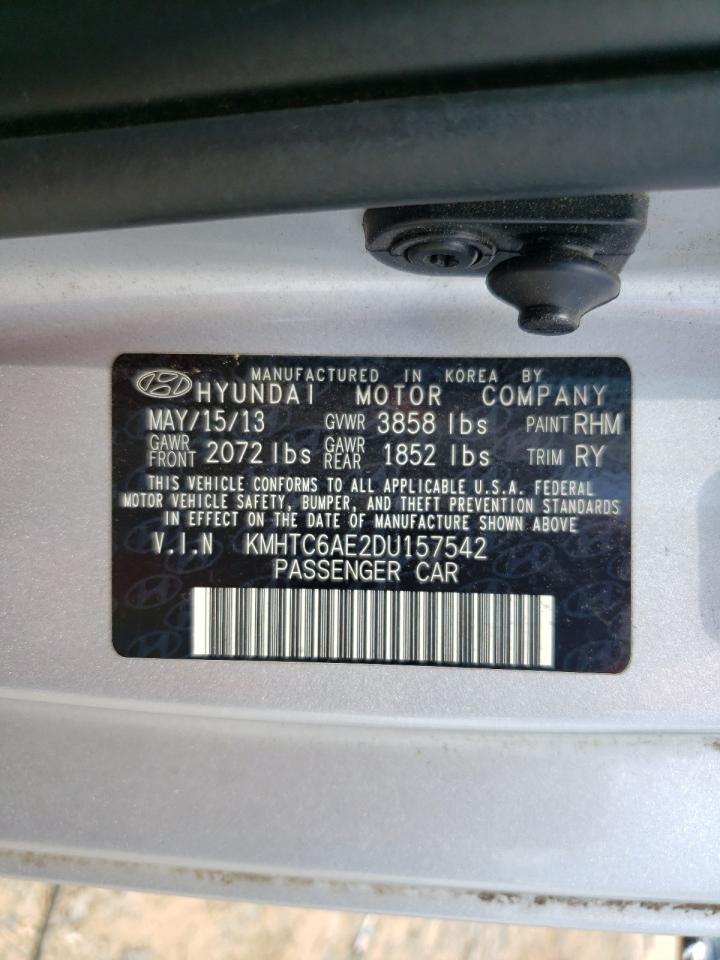 MANUFACTURED IN KOREA BY
HYUNDAI MOTOR COMPANY
MAY/15/13 GVWR 3858 lbs PAINT RHM
GAWR FRONT 2072 lbs GAWR REAR 1852 lbs TRIM RY
THIS VEHICLE CONFORMS TO ALL APPLICABLE U.S.A. FEDERAL
MOTOR VEHICLE SAFETY, BUMPER, AND THEFT PREVENTION STANDARDS
IN EFFECT ON THE DATE OF MANUFACTURE SHOWN ABOVE
V.I.N KMHTC6AE2DU157542
PASSENGER CAR